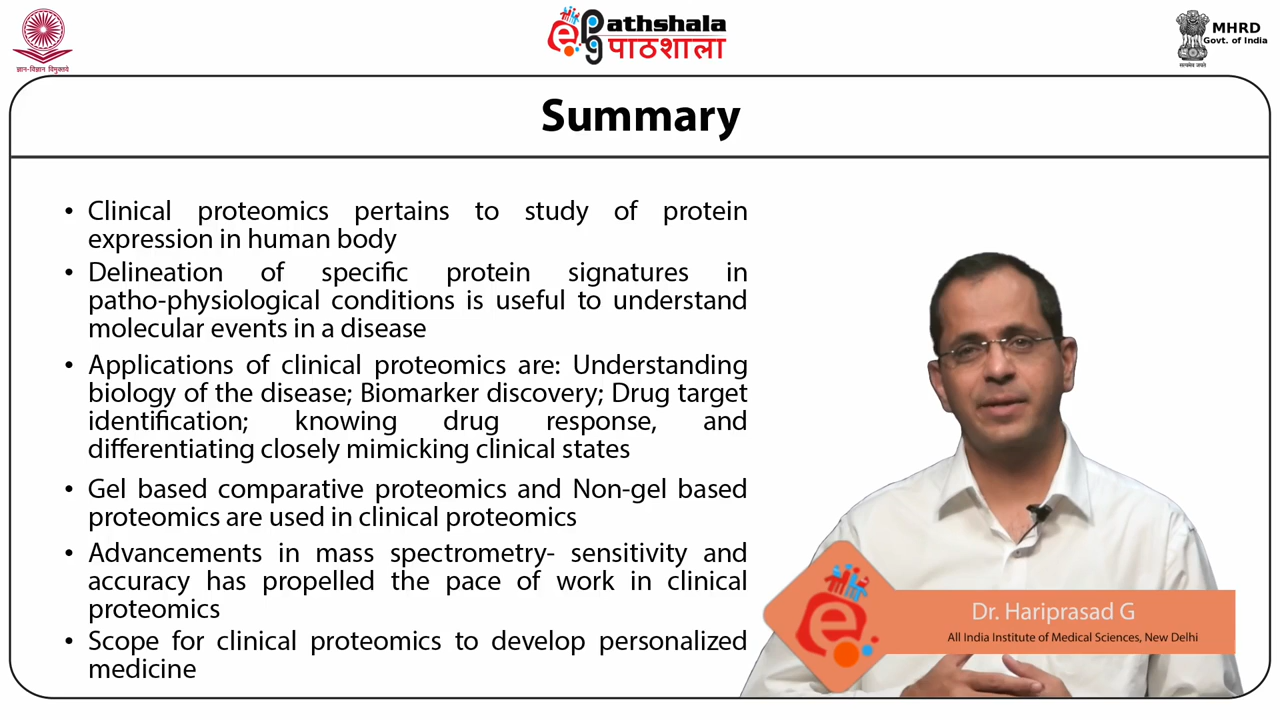 ज्ञान-विज्ञान विमुक्तये
ePGpathshala
पाठशाला
MHRD
Govt. of India
सत्यमेव जयते
Summary
• Clinical proteomics pertains to study of protein
expression in human body
• Delineation of specific protein signatures in
patho-physiological conditions is useful to understand
molecular events in a disease
• Applications of clinical proteomics are: Understanding
biology of the disease; Biomarker discovery; Drug target
identification; knowing drug response, and
differentiating closely mimicking clinical states
• Gel based comparative proteomics and Non-gel based
proteomics are used in clinical proteomics
• Advancements in mass spectrometry- sensitivity and
accuracy has propelled the pace of work in clinical
proteomics
• Scope for clinical proteomics to develop personalized
medicine
e
Dr. Hariprasad G
All India Institute of Medical Sciences, New Delhi